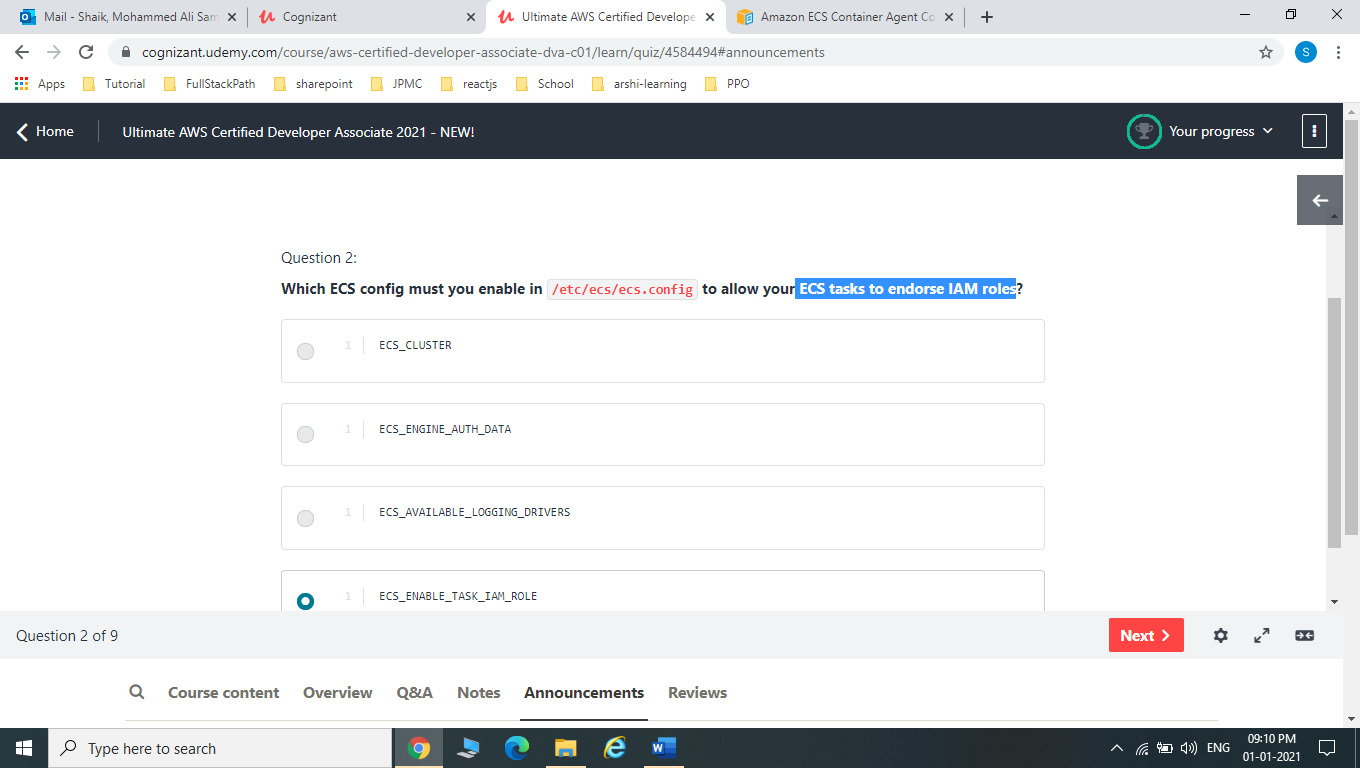 Mail - Shaik, Mohammed Ali Sam
Cognizant
Ultimate AWS Certified Develope
Amazon ECS Container Agent Co
cognizant.udemy.com/course/aws-certified-developer-associate-dva-c01/learn/quiz/4584494#announcements
S
Apps Tutorial FullStackPath sharepoint JPMC reactjs School arshi-learning PPO
Home Ultimate AWS Certified Developer Associate 2021 - NEW! Your progress
Question 2:
Which ECS config must you enable in /etc/ecs/ecs.config to allow your ECS tasks to endorse IAM roles?
1 ECS_CLUSTER
1 ECS_ENGINE_AUTH_DATA
1 ECS_AVAILABLE_LOGGING_DRIVERS
1 ECS_ENABLE_TASK_IAM_ROLE
Question 2 of 9 Next
Course content Overview Q&A Notes Announcements Reviews
Type here to search ENG 09:10 PM
01-01-2021